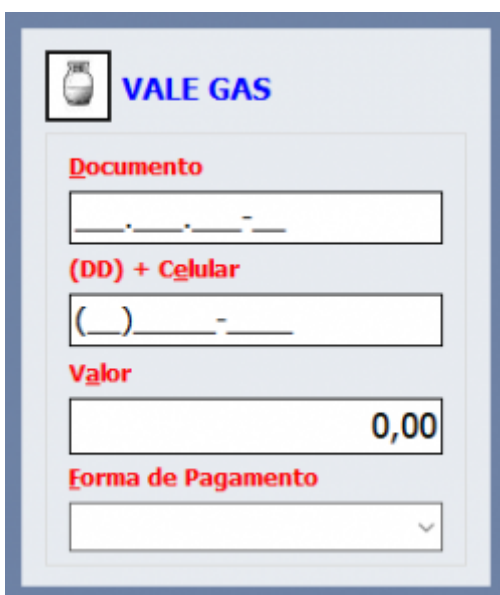 VALE GAS
Documento
___.___.___-__
(DD) + Celular
(__)_____-____
Valor
0,00
Forma de Pagamento